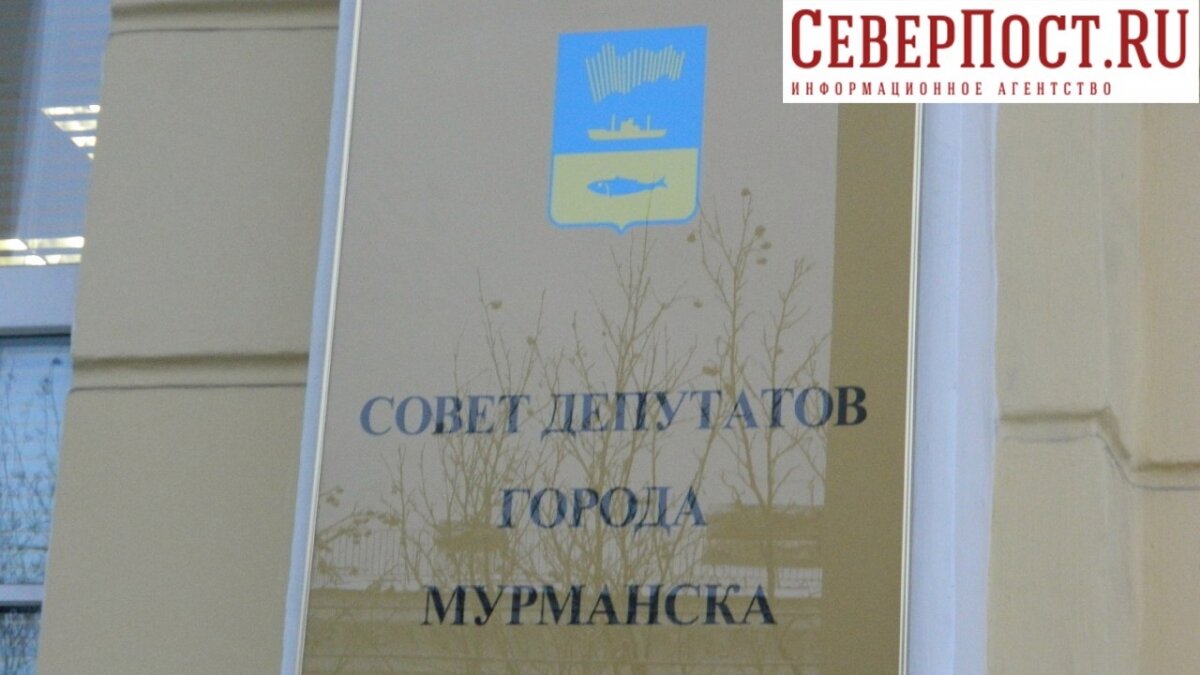 СЕВЕРПОСТ.RU
ИНФОРМАЦИОННОЕ АГЕНТСТВО
СОВЕТ ДЕПУТАТОВ
ГОРОДА
МУРМАНСКА